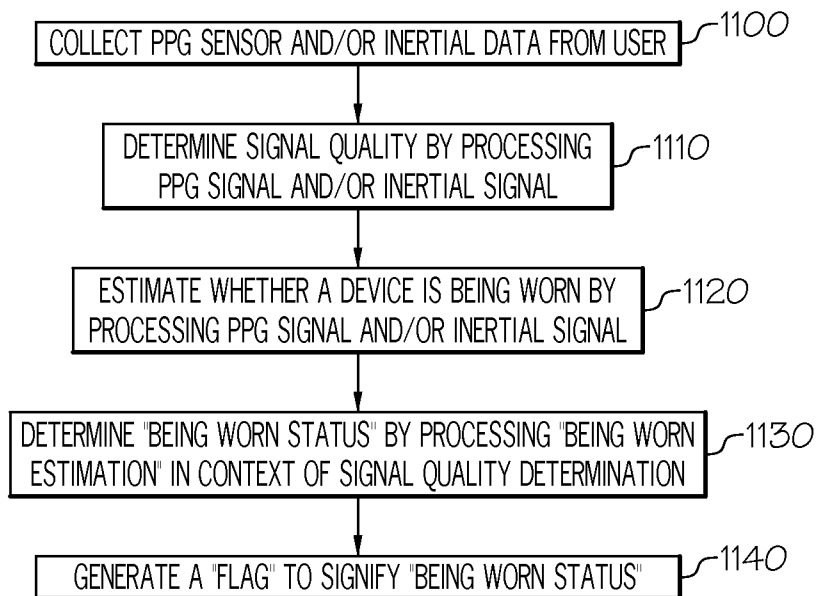 COLLECT PPG SENSOR AND/OR INERTIAL DATA FROM USER
1100
DETERMINE SIGNAL QUALITY BY PROCESSING
PPG SIGNAL AND/OR INERTIAL SIGNAL
1110
ESTIMATE WHETHER A DEVICE IS BEING WORN BY
PROCESSING PPG SIGNAL AND/OR INERTIAL SIGNAL
1120
DETERMINE "BEING WORN STATUS" BY PROCESSING "BEING WORN
ESTIMATION" IN CONTEXT OF SIGNAL QUALITY DETERMINATION
1130
GENERATE A "FLAG" TO SIGNIFY "BEING WORN STATUS"
1140